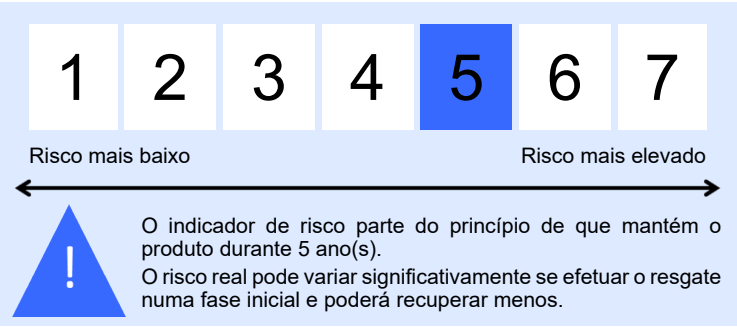 1 2 3 4 5 6 7
Risco mais baixo Risco mais elevado
!
O indicador de risco parte do princípio de que mantém o
produto durante 5 ano(s).
O risco real pode variar significativamente se efetuar o resgate
numa fase inicial e poderá recuperar menos.